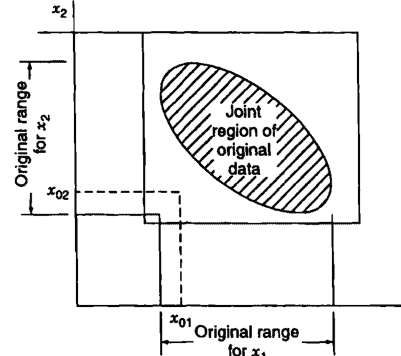 x₂
Original range
for x₂
Joint
region of
original
data
x₀₂
x₀₁
Original range
for x₁